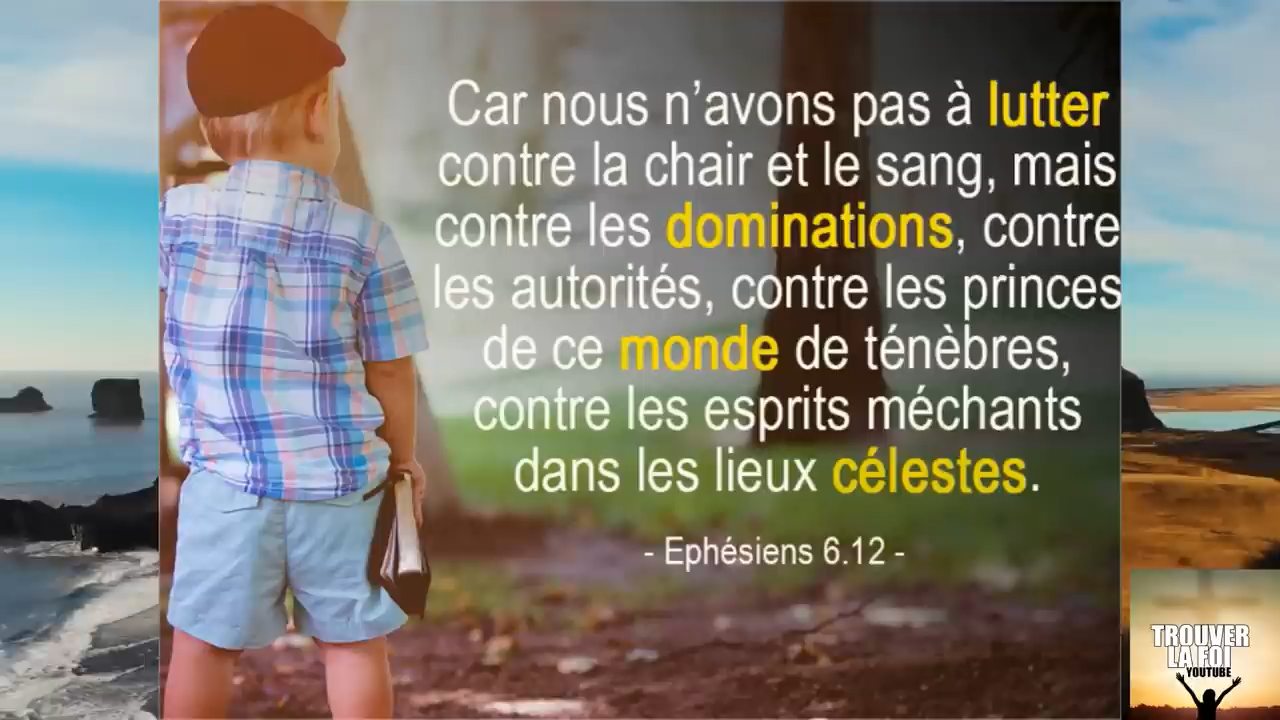 Car nous n’avons pas à lutter
contre la chair et le sang, mais
contre les dominations, contre
les autorités, contre les princes
de ce monde de ténèbres,
contre les esprits méchants
dans les lieux célestes.
- Ephésiens 6.12 -
TROUVER
LA FOI
YOUTUBE